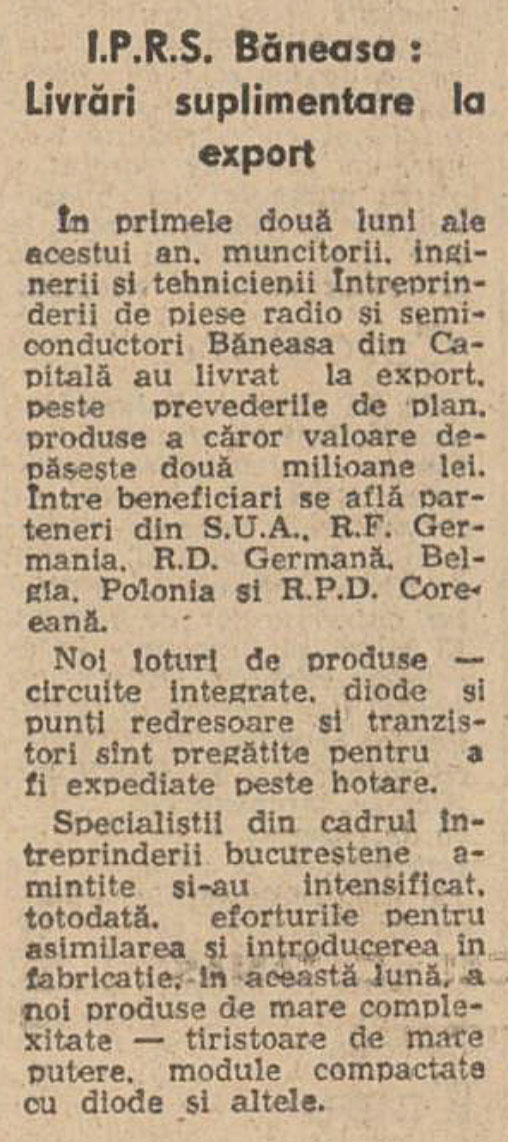 I.P.R.S. Băneasa :
Livrări suplimentare la
export
În primele două luni ale
acestui an, muncitorii, ingi-
nerii și tehnicienii Întreprin-
derii de piese radio și semi-
conductori Băneasa din Ca-
pitală au livrat la export,
peste prevederile de plan,
produse a căror valoare de-
pășește două milioane lei.
Între beneficiari se află par-
teneri din S.U.A., R.F. Ger-
mania, R.D. Germană, Bel-
gia, Polonia și R.P.D. Core-
eană.
Noi loturi de produse —
circuite integrate, diode și
punți redresoare și tranzis-
tori sînt pregătite pentru a
fi expediate peste hotare.
Specialiștii din cadrul în-
treprinderii bucureștene a-
mintite și-au intensificat,
totodată, eforturile pentru
asimilarea și introducerea în
fabricație, în această lună, a
noi produse de mare comple-
xitate — tiristoare de mare
putere, module compactate
cu diode și altele.